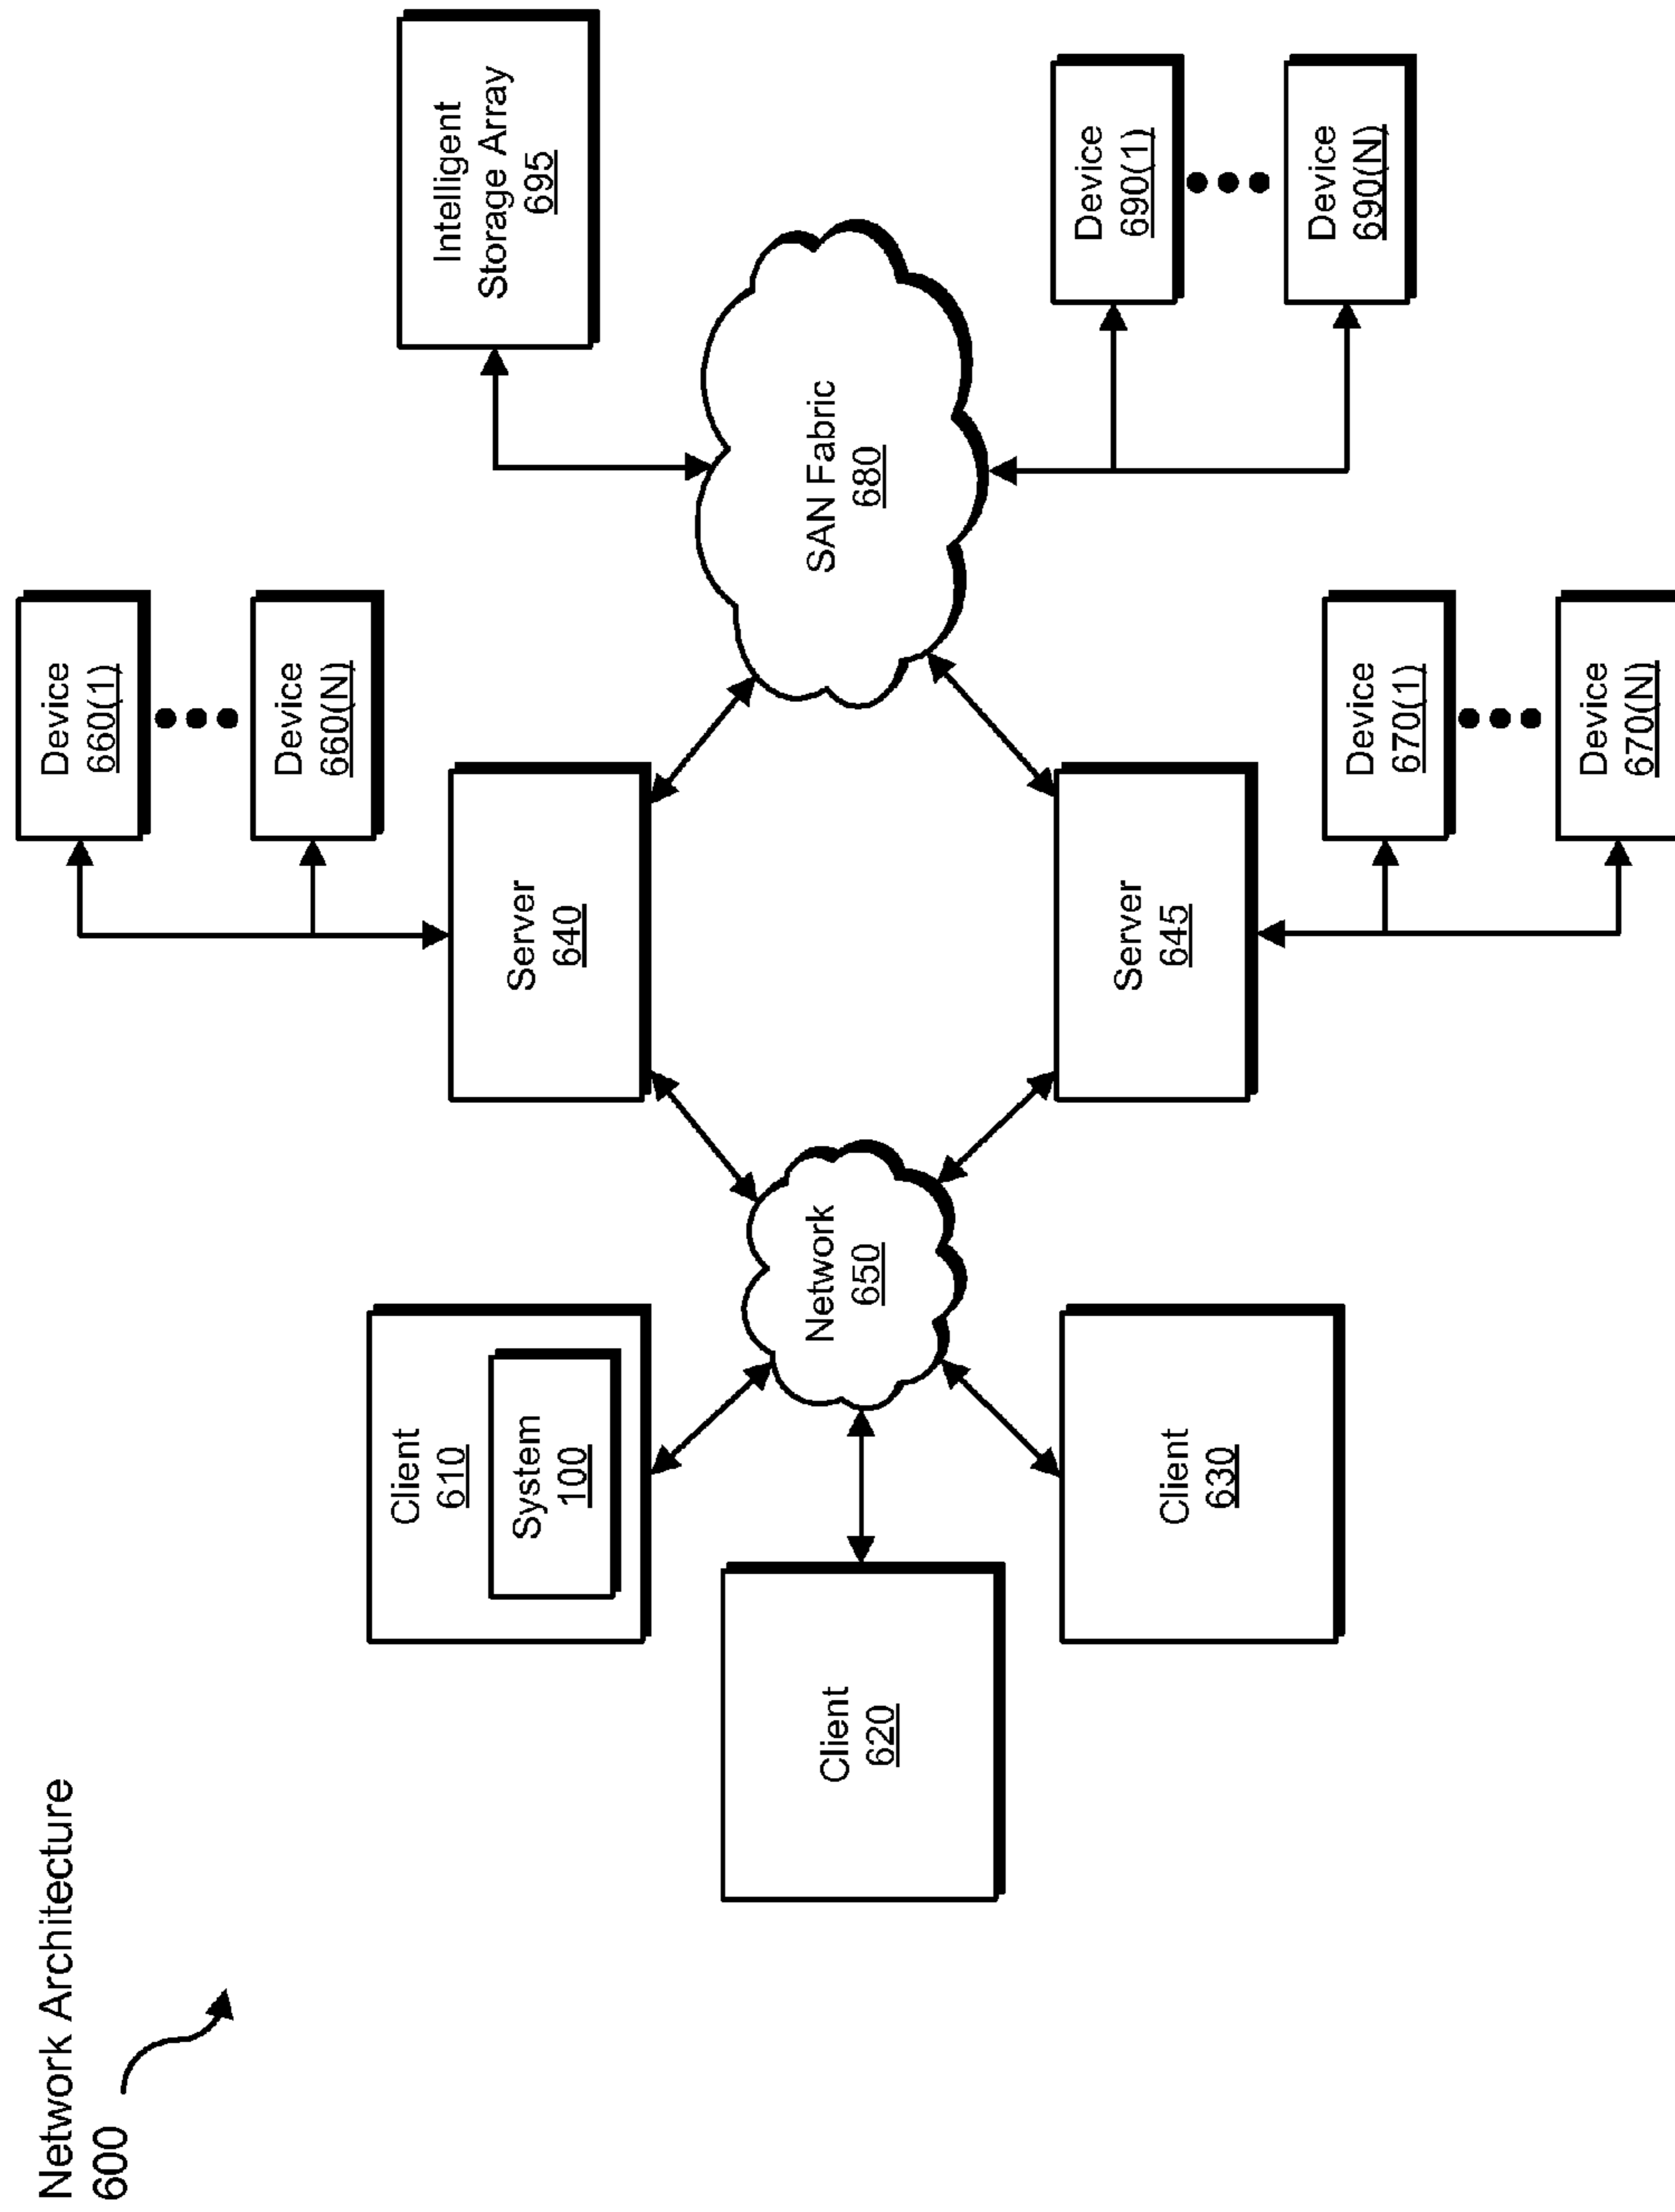 Network Architecture
600
Client
610
System
100
Client
620
Client
630
Network
650
Server
640
Server
645
Device
660(1)
Device
660(N)
Device
670(1)
Device
670(N)
SAN Fabric
680
Intelligent
Storage Array
695
Device
690(1)
Device
690(N)